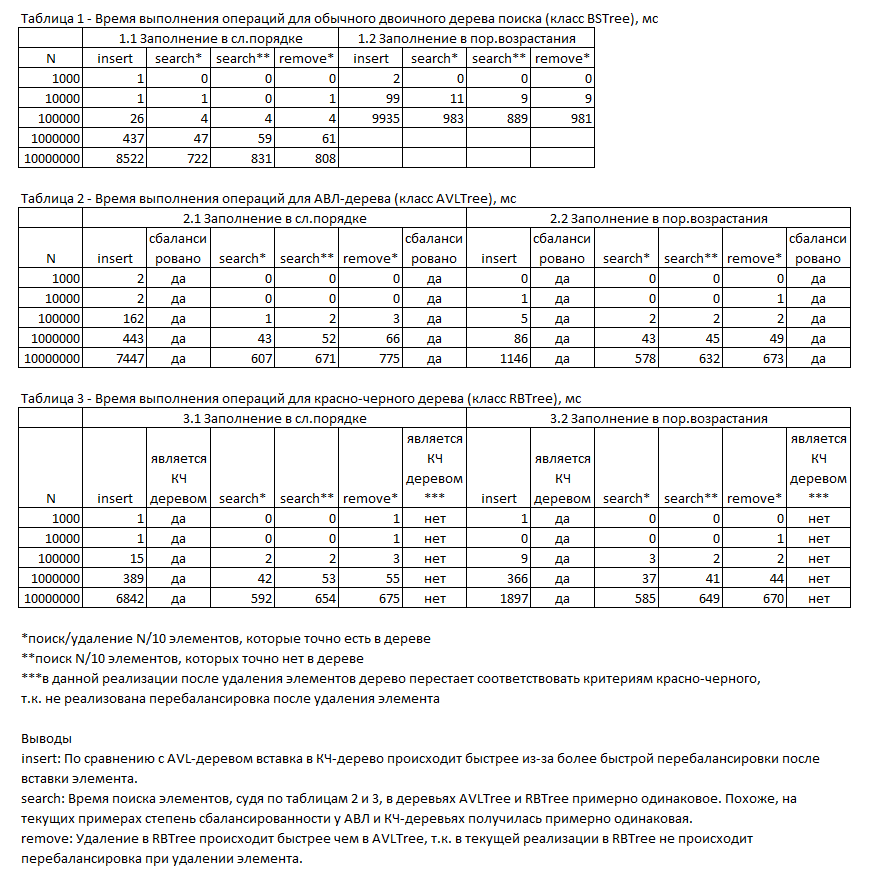 Таблица 1 - Время выполнения операций для обычного двоичного дерева поиска (класс BSTree), мс
1.1 Заполнение в сл.порядке 1.2 Заполнение в пор.возрастания
N insert search* search** remove* insert search* search** remove*
1000 1 0 0 0 2 0 0 0
10000 1 1 0 1 99 11 9 9
100000 26 4 4 4 9935 983 889 981
1000000 437 47 59 61
10000000 8522 722 831 808
Таблица 2 - Время выполнения операций для АВЛ-дерева (класс AVLTree), мс
2.1 Заполнение в сл.порядке 2.2 Заполнение в пор.возрастания
сбаланси сбаланси сбаланси сбаланси
N insert ровано search* search** remove* ровано insert ровано search* search** remove* ровано
1000 2 да 0 0 0 да 0 да 0 0 0 да
10000 2 да 0 0 0 да 1 да 0 0 1 да
100000 162 да 1 2 3 да 5 да 2 2 2 да
1000000 443 да 43 52 66 да 86 да 43 45 49 да
10000000 7447 да 607 671 775 да 1146 да 578 632 673 да
Таблица 3 - Время выполнения операций для красно-черного дерева (класс RBTree), мс
3.1 Заполнение в сл.порядке 3.2 Заполнение в пор.возрастания
является является
является КЧ является КЧ
КЧ деревом КЧ деревом
N insert деревом search* search** remove* *** insert деревом search* search** remove* ***
1000 1 да 0 0 1 нет 1 да 0 0 0 нет
10000 1 да 0 0 1 нет 0 да 0 0 1 нет
100000 15 да 2 2 3 нет 9 да 3 2 2 нет
1000000 389 да 42 53 55 нет 366 да 37 41 44 нет
10000000 6842 да 592 654 675 нет 1897 да 585 649 670 нет
*поиск/удаление N/10 элементов, которые точно есть в дереве
**поиск N/10 элементов, которых точно нет в дереве
***в данной реализации после удаления элементов дерево перестает соответствовать критериям красно-черного,
т.к. не реализована перебалансировка после удаления элемента
Выводы
insert: По сравнению с AVL-деревом вставка в КЧ-дерево происходит быстрее из-за более быстрой перебалансировки после
вставки элемента.
search: Время поиска элементов, судя по таблицам 2 и 3, в деревьях AVLTree и RBTree примерно одинаковое. Похоже, на
текущих примерах степень сбалансированности у АВЛ и КЧ-деревьях получилась примерно одинаковая.
remove: Удаление в RBTree происходит быстрее чем в AVLTree, т.к. в текущей реализации в RBTree не происходит
перебалансировка при удалении элемента.